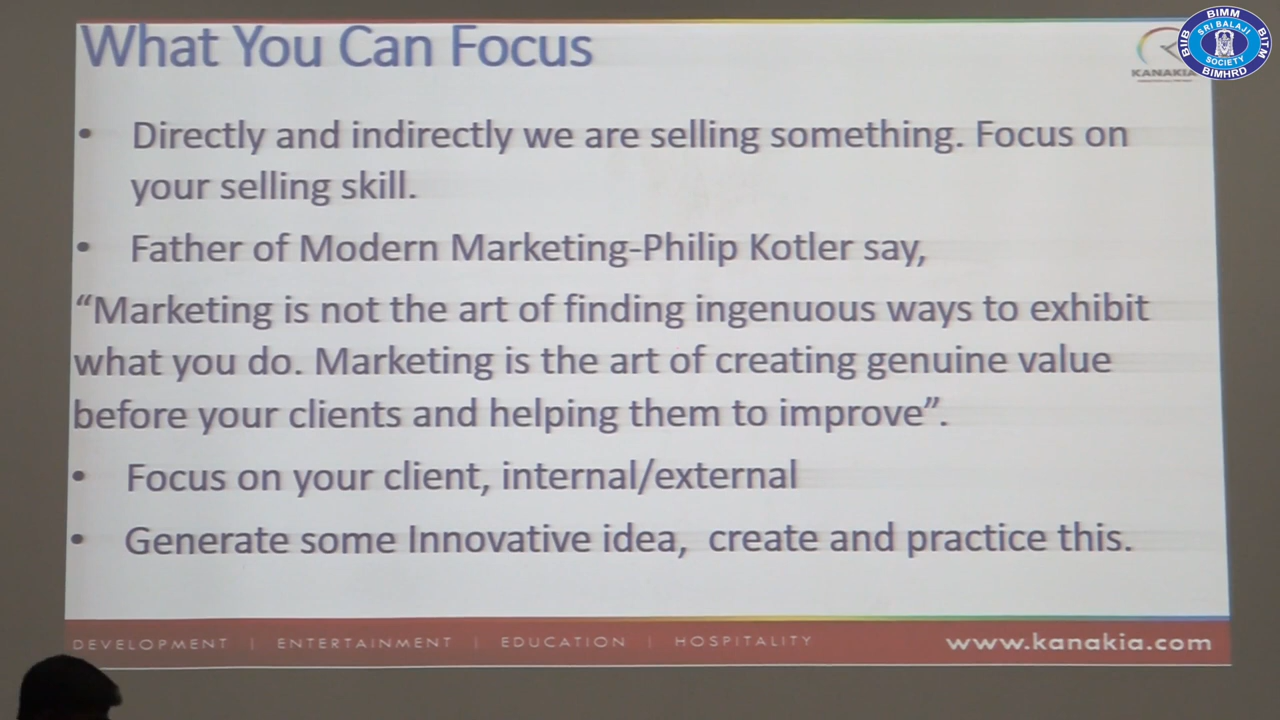 What You Can Focus
KANAKIA
BIMM
SRI BALAJI
SOCIETY
BIIB
BITM
BIMHRD
• Directly and indirectly we are selling something. Focus on
your selling skill.
• Father of Modern Marketing-Philip Kotler say,
“Marketing is not the art of finding ingenuous ways to exhibit
what you do. Marketing is the art of creating genuine value
before your clients and helping them to improve”.
• Focus on your client, internal/external
• Generate some Innovative idea, create and practice this.
DEVELOPMENT | ENTERTAINMENT | EDUCATION | HOSPITALITY
www.kanakia.com